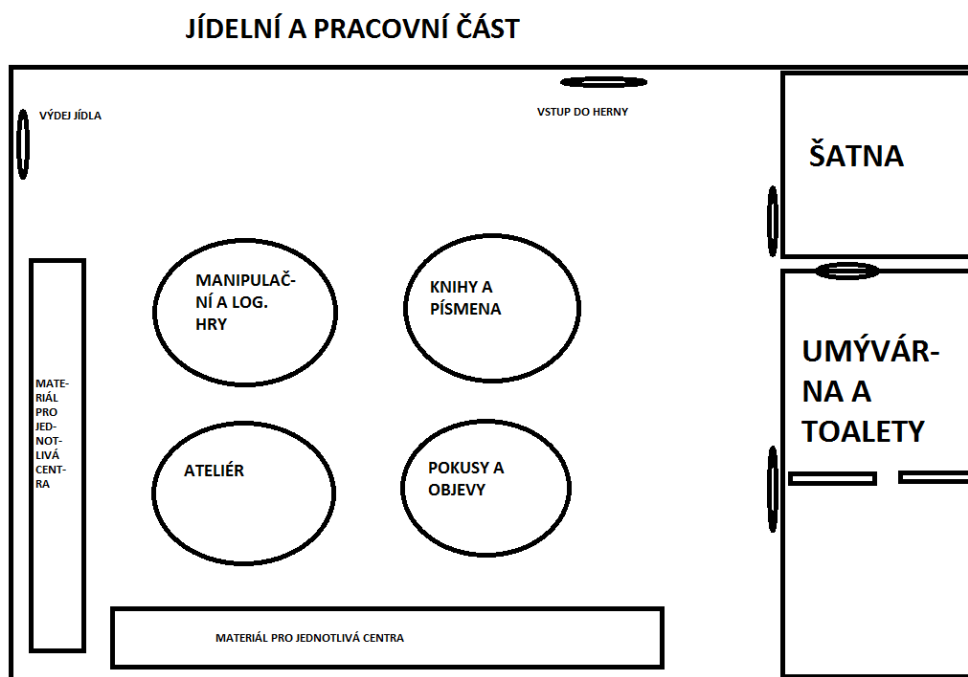 JÍDELNÍ A PRACOVNÍ ČÁST
VÝDEJ JÍDLA
VSTUP DO HERNY
ŠATNA
MANIPULAČ-
NÍ A LOG.
HRY
KNIHY A
PÍSMENA
UMÝVÁR-
NA A
TOALETY
MATE-
RIÁL
PRO
JED-
NOT-
LIVÁ
CENT-
RA
ATELIÉR
POKUSY A
OBJEVY
MATERIÁL PRO JEDNOTLIVÁ CENTRA